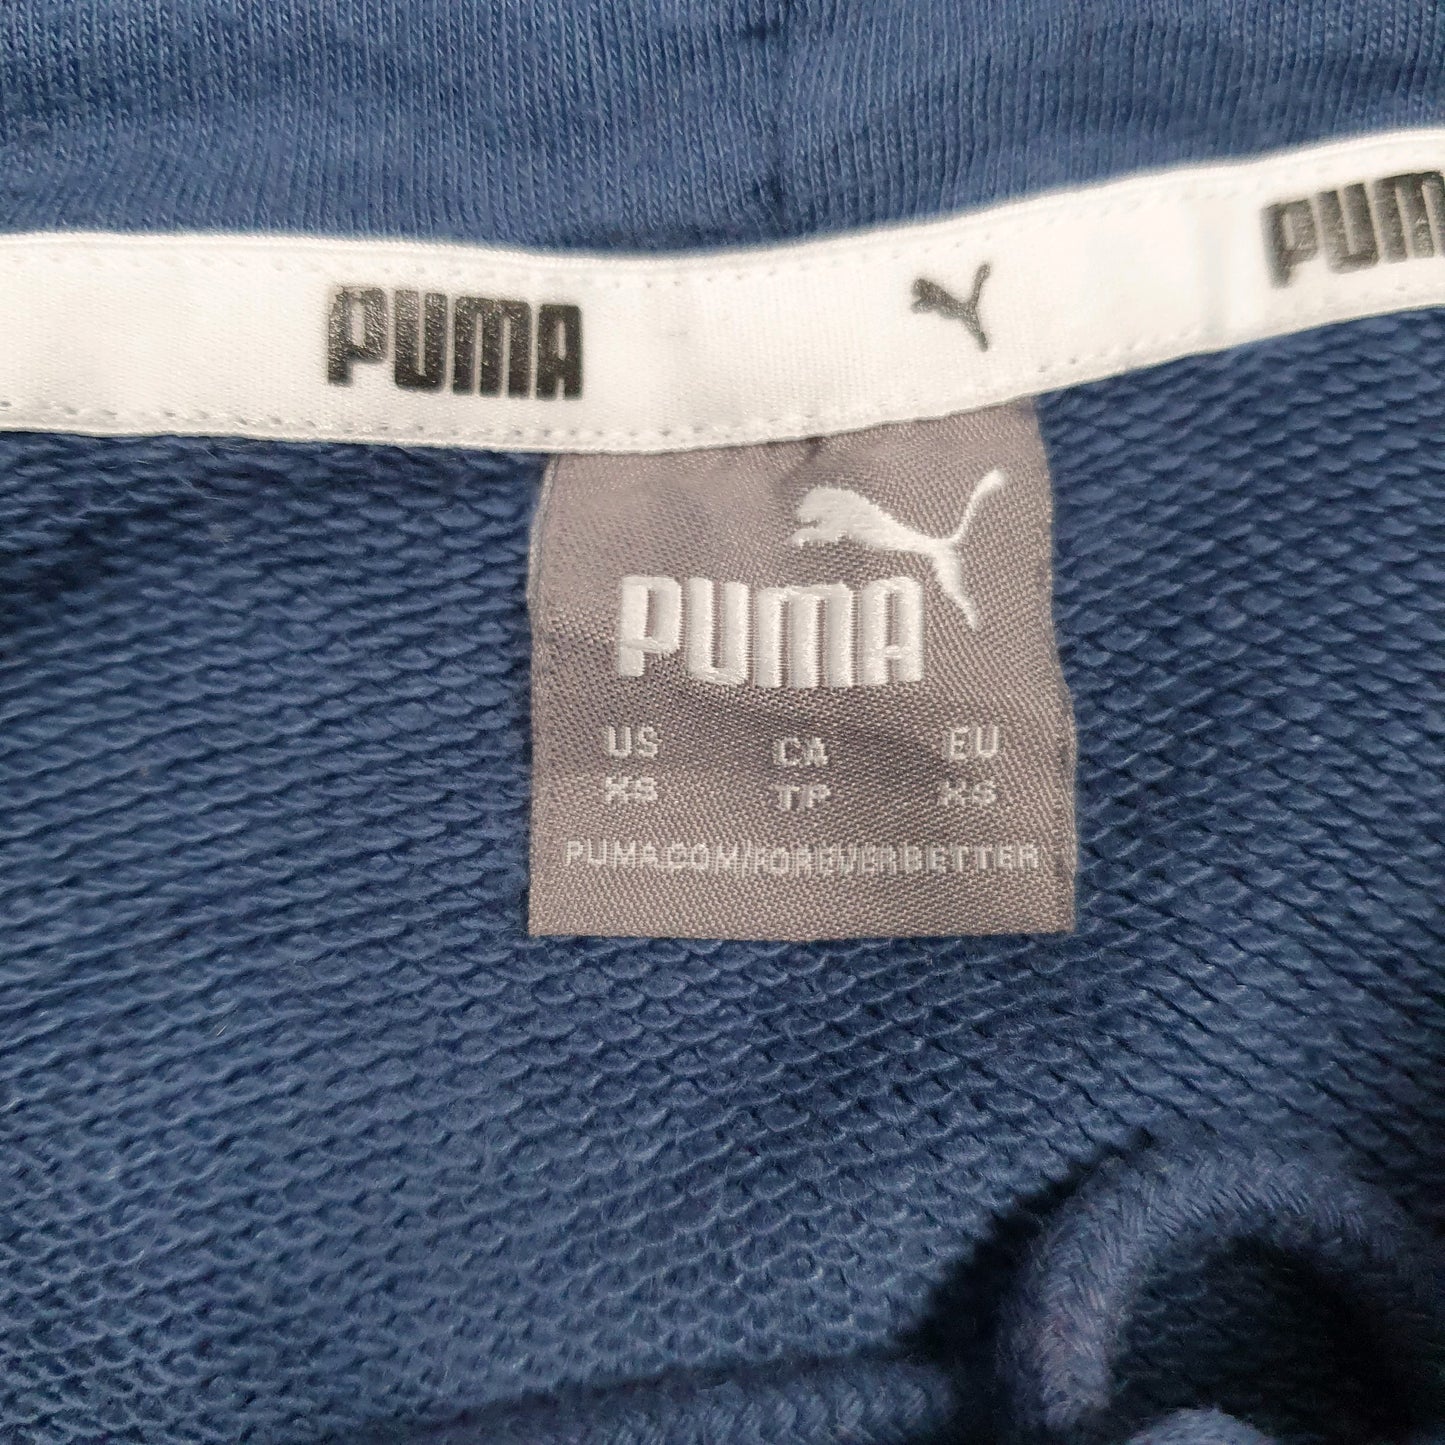 PUMA
PUMA
PUMA
US CA EU
XS TP XS
PUMA.COM/FOREVERBETTER